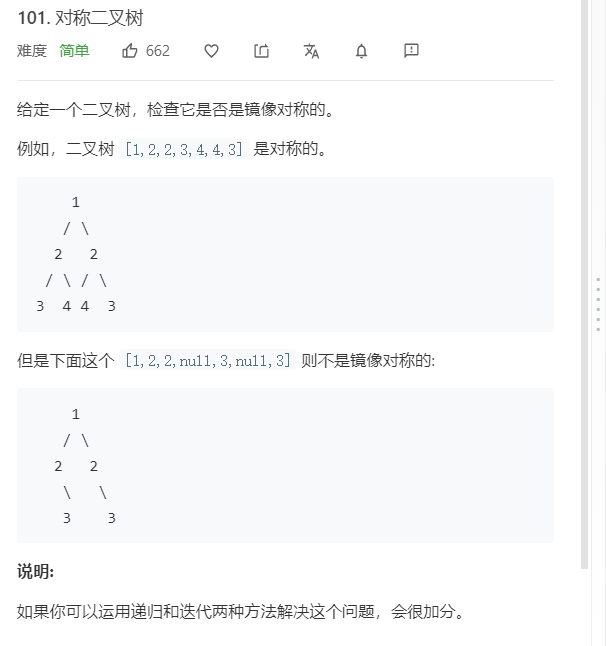 101. 对称二叉树
难度 简单 662
给定一个二叉树，检查它是否是镜像对称的。
例如，二叉树 [1,2,2,3,4,4,3] 是对称的。
    1
   / \
  2   2
 / \ / \
3  4 4  3
但是下面这个 [1,2,2,null,3,null,3] 则不是镜像对称的:
    1
   / \
  2   2
   \   \
   3    3
说明:
如果你可以运用递归和迭代两种方法解决这个问题，会很加分。